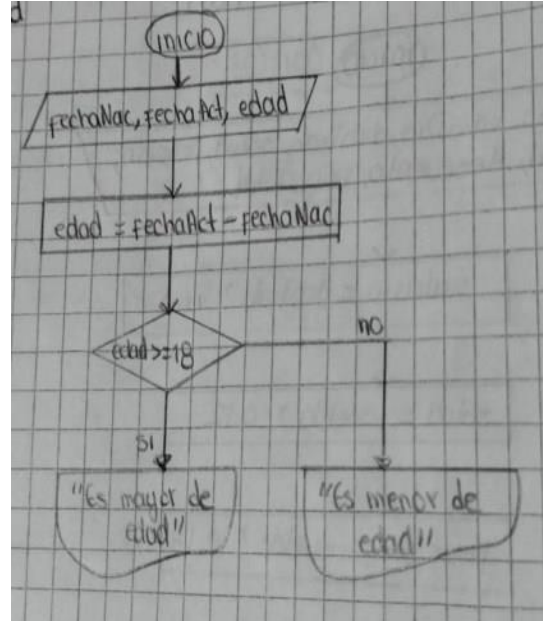 inicio
fechaNac, fechaAct, edad
edad = fechaAct - fechaNac
edad >= 18
no
si
"Es mayor de
edad"
"Es menor de
edad"